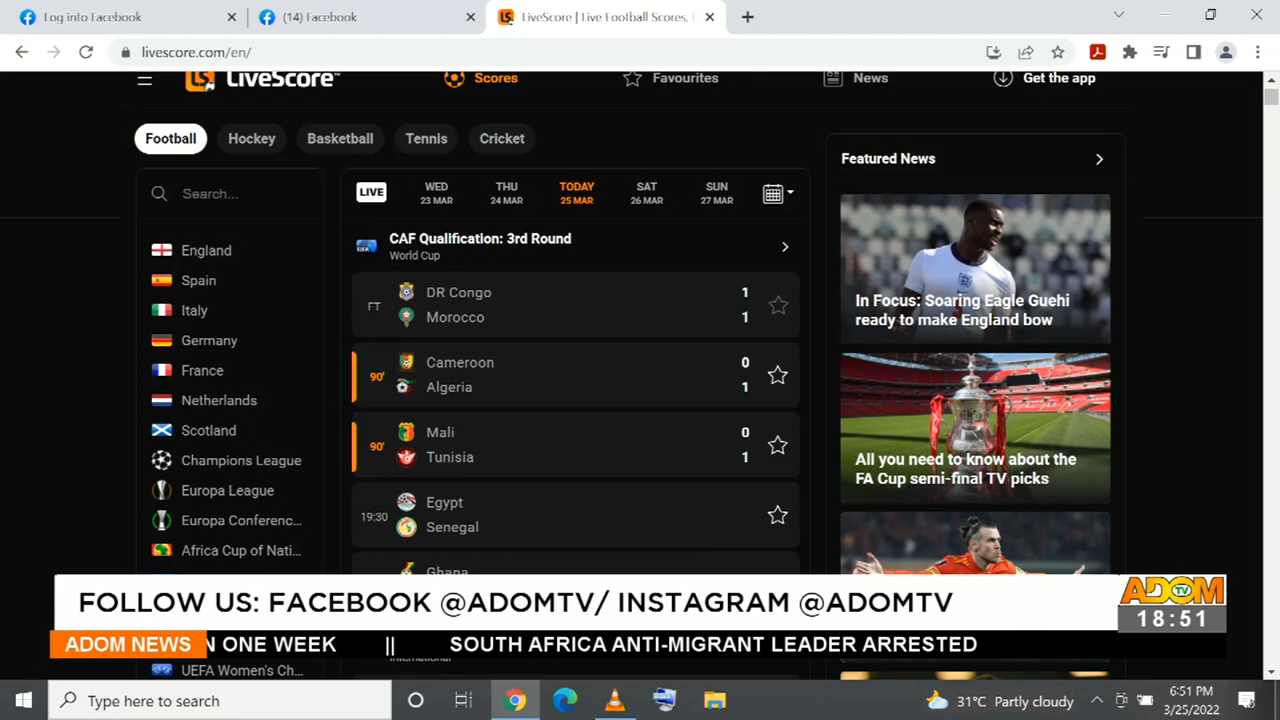 Log into Facebook
(14) Facebook
LiveScore | Live Football Scores,
livescore.com/en/
LiveScore™
Scores
Favourites
News
Get the app
Football
Hockey
Basketball
Tennis
Cricket
Search...
England
Spain
Italy
Germany
France
Netherlands
Scotland
Champions League
Europa League
Europa Conferenc...
Africa Cup of Nati...
UEFA Women's Ch...
LIVE
WED
23 MAR
THU
24 MAR
TODAY
25 MAR
SAT
26 MAR
SUN
27 MAR
CAF Qualification: 3rd Round
World Cup
FT
DR Congo 1
Morocco 1
90'
Cameroon 0
Algeria 1
90'
Mali 0
Tunisia 1
19:30
Egypt
Senegal
Ghana
Featured News
In Focus: Soaring Eagle Guehi
ready to make England bow
All you need to know about the
FA Cup semi-final TV picks
FOLLOW US: FACEBOOK @ADOMTV/ INSTAGRAM @ADOMTV
ADOM
TV
18:51
ADOM NEWS
N ONE WEEK || SOUTH AFRICA ANTI-MIGRANT LEADER ARRESTED
Type here to search
31°C Partly cloudy
6:51 PM
3/25/2022